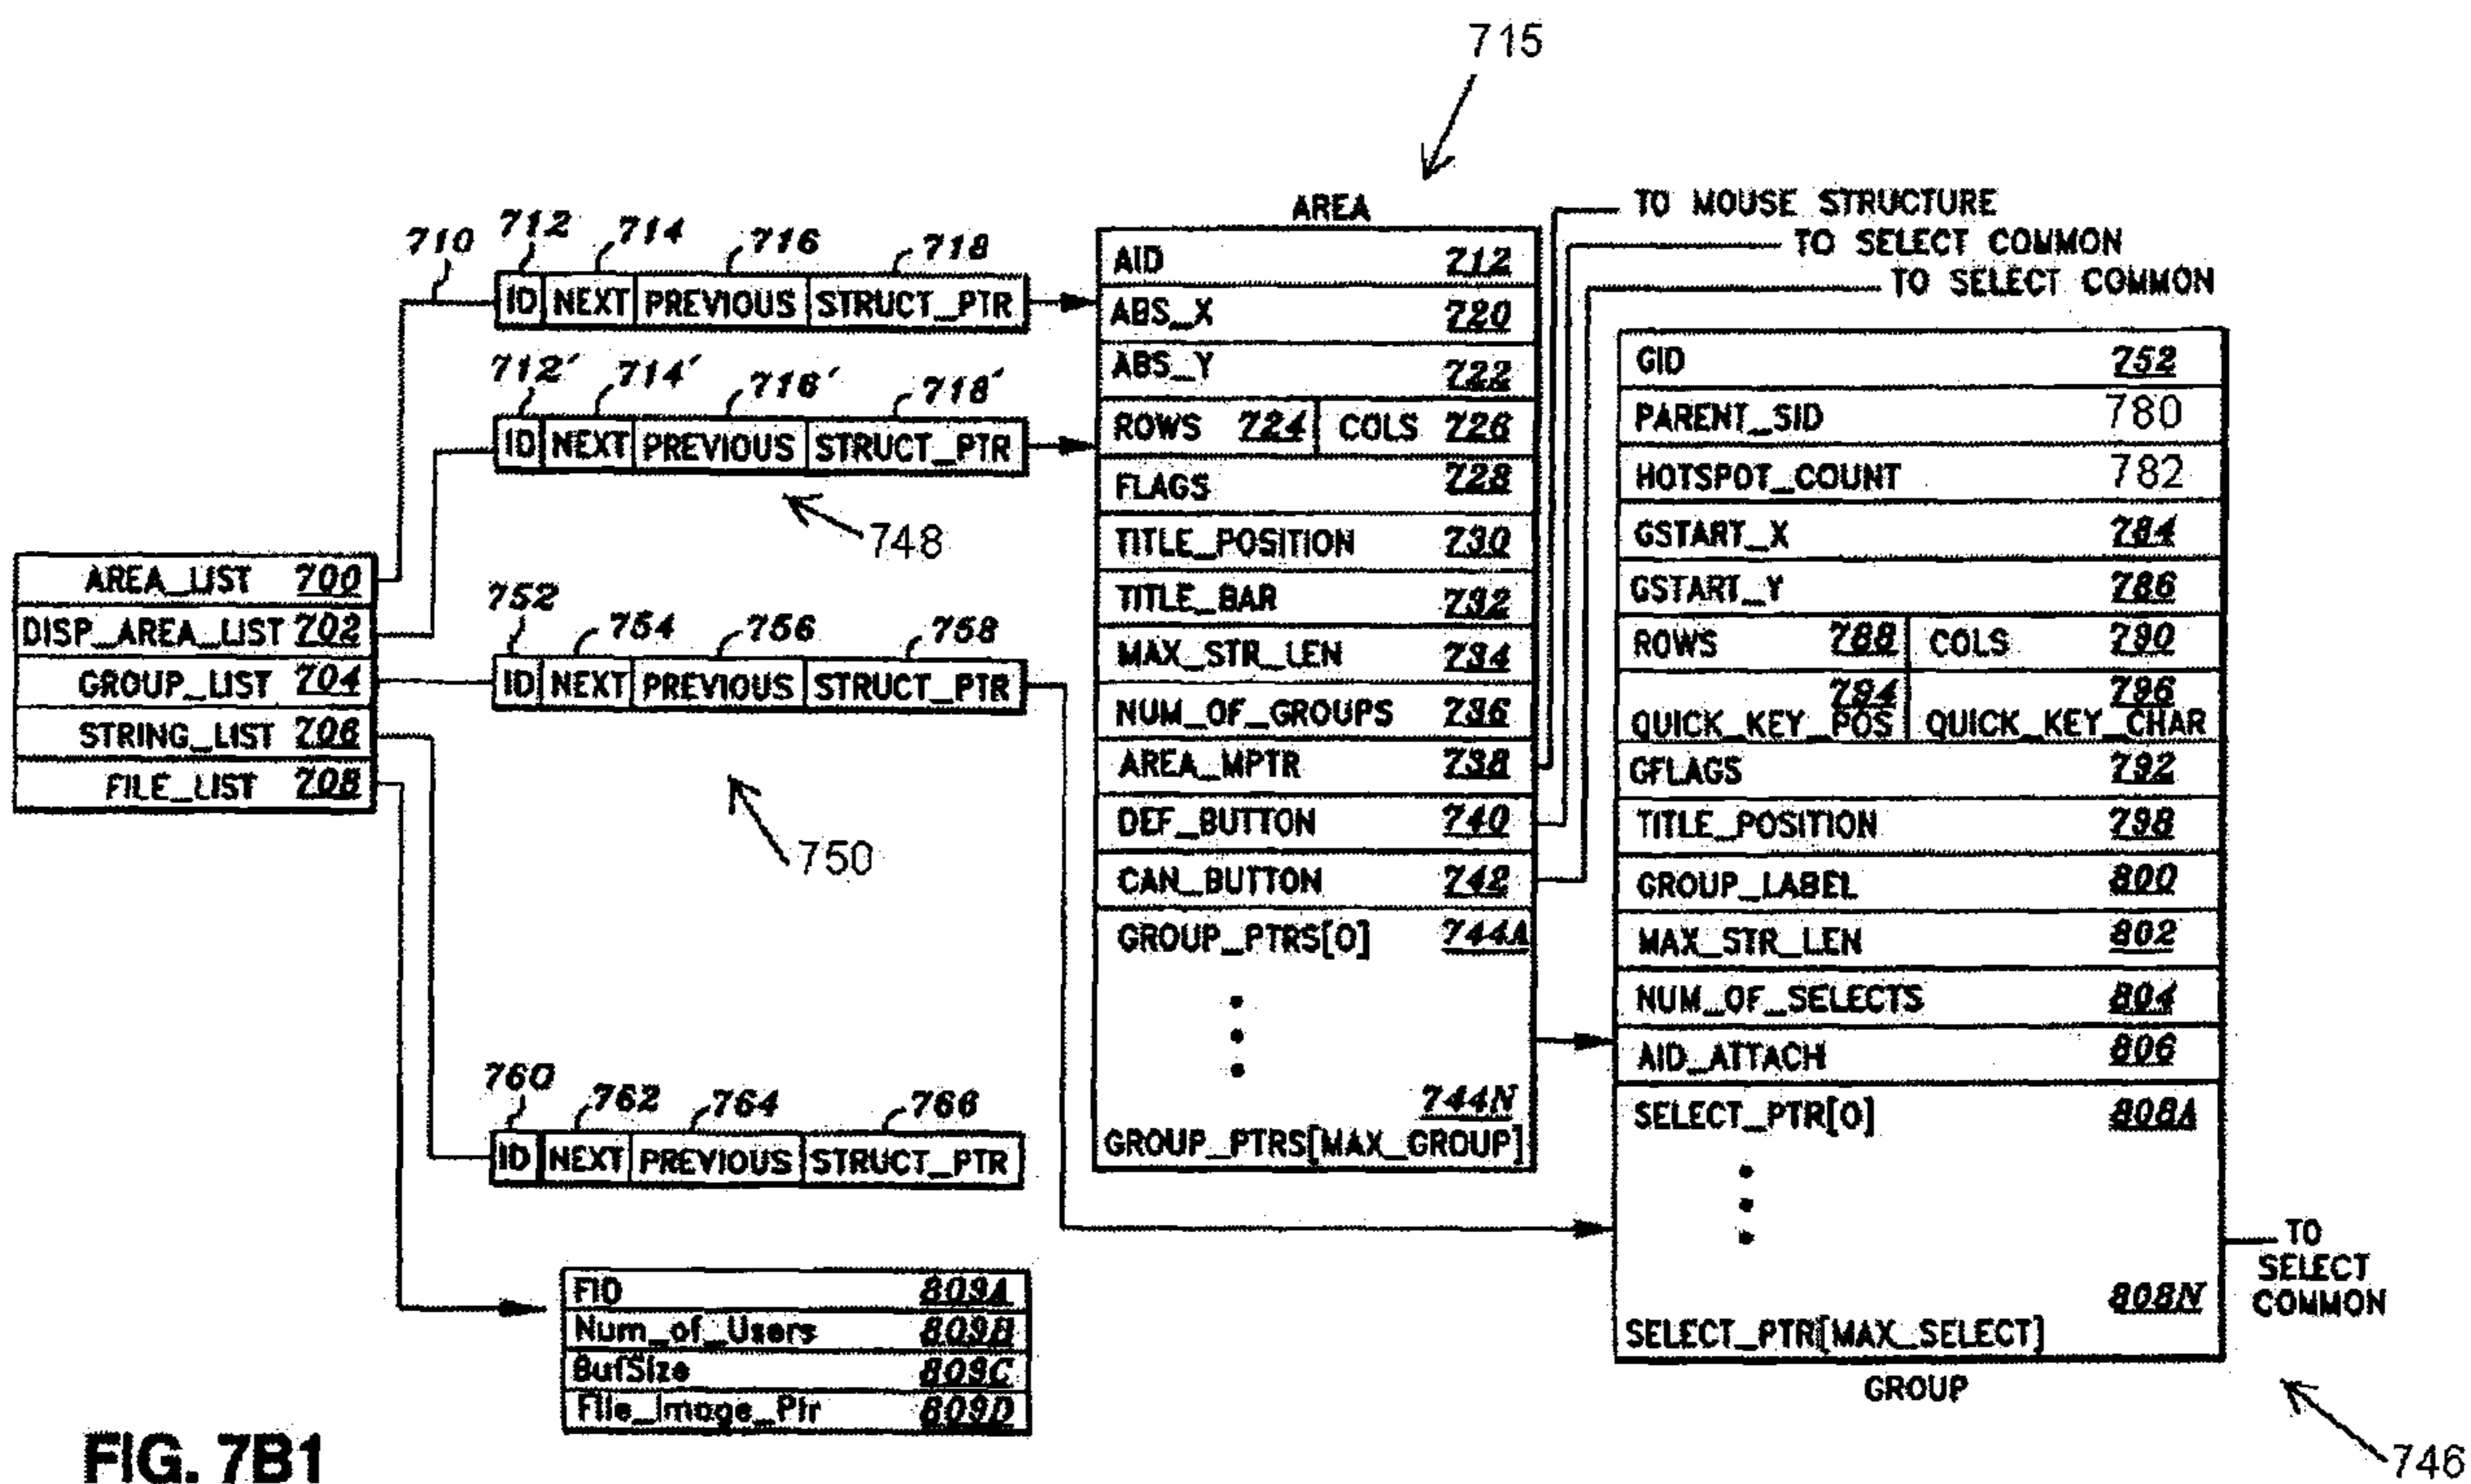 715
AREA
TO MOUSE STRUCTURE
TO SELECT COMMON
TO SELECT COMMON
710
712 714 716 718
ID NEXT PREVIOUS STRUCT_PTR
712' 714' 716' 718'
ID NEXT PREVIOUS STRUCT_PTR
748
AREA_LIST 700
DISP_AREA_LIST 702
GROUP_LIST 704
STRING_LIST 706
FILE_LIST 708
752 754 756 758
ID NEXT PREVIOUS STRUCT_PTR
750
760 762 764 766
ID NEXT PREVIOUS STRUCT_PTR
FID 809A
Num_of_Users 809B
BufSize 809C
File_Image_Ptr 809D
AID 712
ABS_X 720
ABS_Y 722
ROWS 724 COLS 726
FLAGS 728
TITLE_POSITION 730
TITLE_BAR 732
MAX_STR_LEN 734
NUM_OF_GROUPS 736
AREA_MPTR 738
DEF_BUTTON 740
CAN_BUTTON 742
GROUP_PTRS[0] 744A
744N
GROUP_PTRS[MAX_GROUP]
GID 752
PARENT_SID 780
HOTSPOT_COUNT 782
GSTART_X 784
GSTART_Y 786
ROWS 788 COLS 790
794 796
QUICK_KEY_POS QUICK_KEY_CHAR
GFLAGS 792
TITLE_POSITION 798
GROUP_LABEL 800
MAX_STR_LEN 802
NUM_OF_SELECTS 804
AID_ATTACH 806
SELECT_PTR[0] 808A
808N
SELECT_PTR[MAX_SELECT]
GROUP
TO
SELECT
COMMON
746
FIG. 7B1